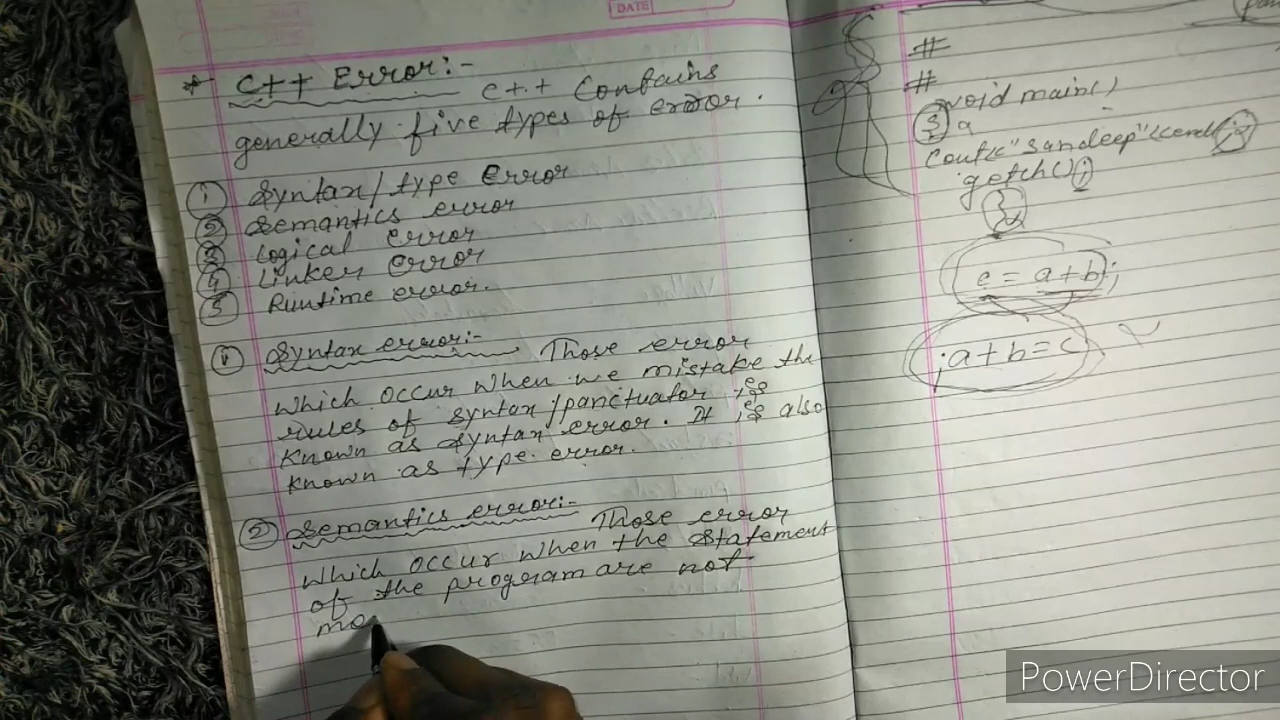 DATE
* C++ Error:-
C++ Contains
generally five types of error.
① Syntax/type Error
② Semantics error
③ Logical error
④ Linker error
⑤ Runtime error.
① Syntax error:- Those error
which occur when we mistake the
rules of syntax/panctuator is
known as syntax error. It is also
known as type error.
② Semantics error:- Those error
which occur when the statement
of the program are not
#
#
void main()
{
cout<<"Sandeep"<<endl;
getch();
}
c = a+b;
;a+b=c
PowerDirector